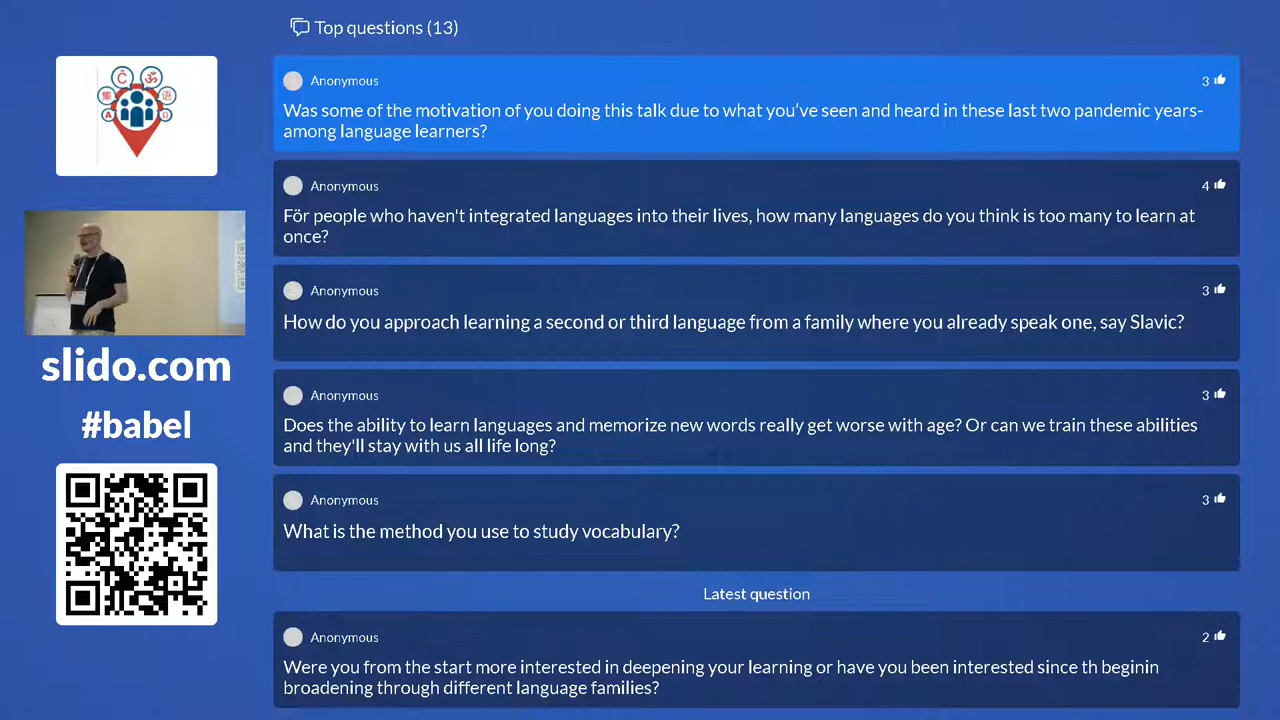 Top questions (13)
Anonymous
3
Was some of the motivation of you doing this talk due to what you’ve seen and heard in these last two pandemic years-
among language learners?
Anonymous
4
För people who haven't integrated languages into their lives, how many languages do you think is too many to learn at
once?
Anonymous
3
How do you approach learning a second or third language from a family where you already speak one, say Slavic?
Anonymous
3
Does the ability to learn languages and memorize new words really get worse with age? Or can we train these abilities
and they'll stay with us all life long?
Anonymous
3
What is the method you use to study vocabulary?
Latest question
Anonymous
2
Were you from the start more interested in deepening your learning or have you been interested since th beginin
broadening through different language families?
Ĉ
ॐ
集
语
A
Ω
slido.com
#babel